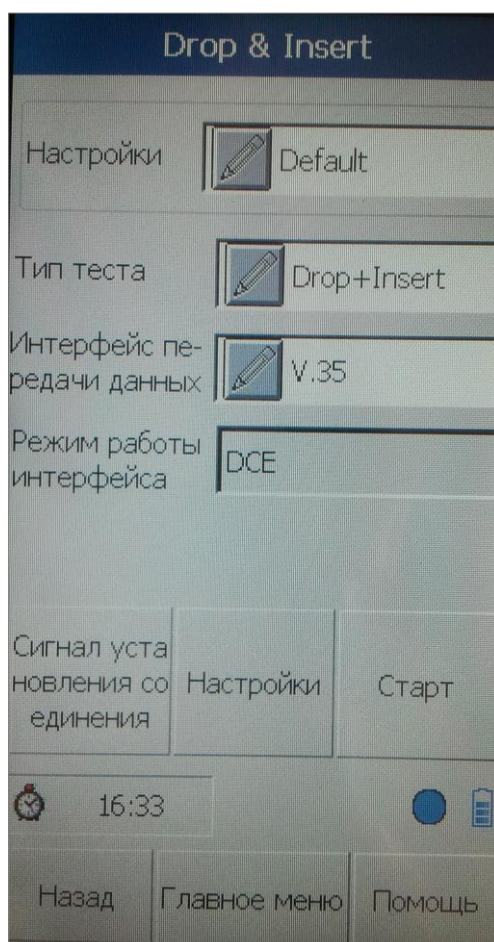 Drop & Insert
Настройки
Default
Тип теста
Drop+Insert
Интерфейс пе-
редачи данных
V.35
Режим работы
интерфейса
DCE
Сигнал уста
новления со
единения
Настройки
Старт
16:33
Назад
Главное меню
Помощь